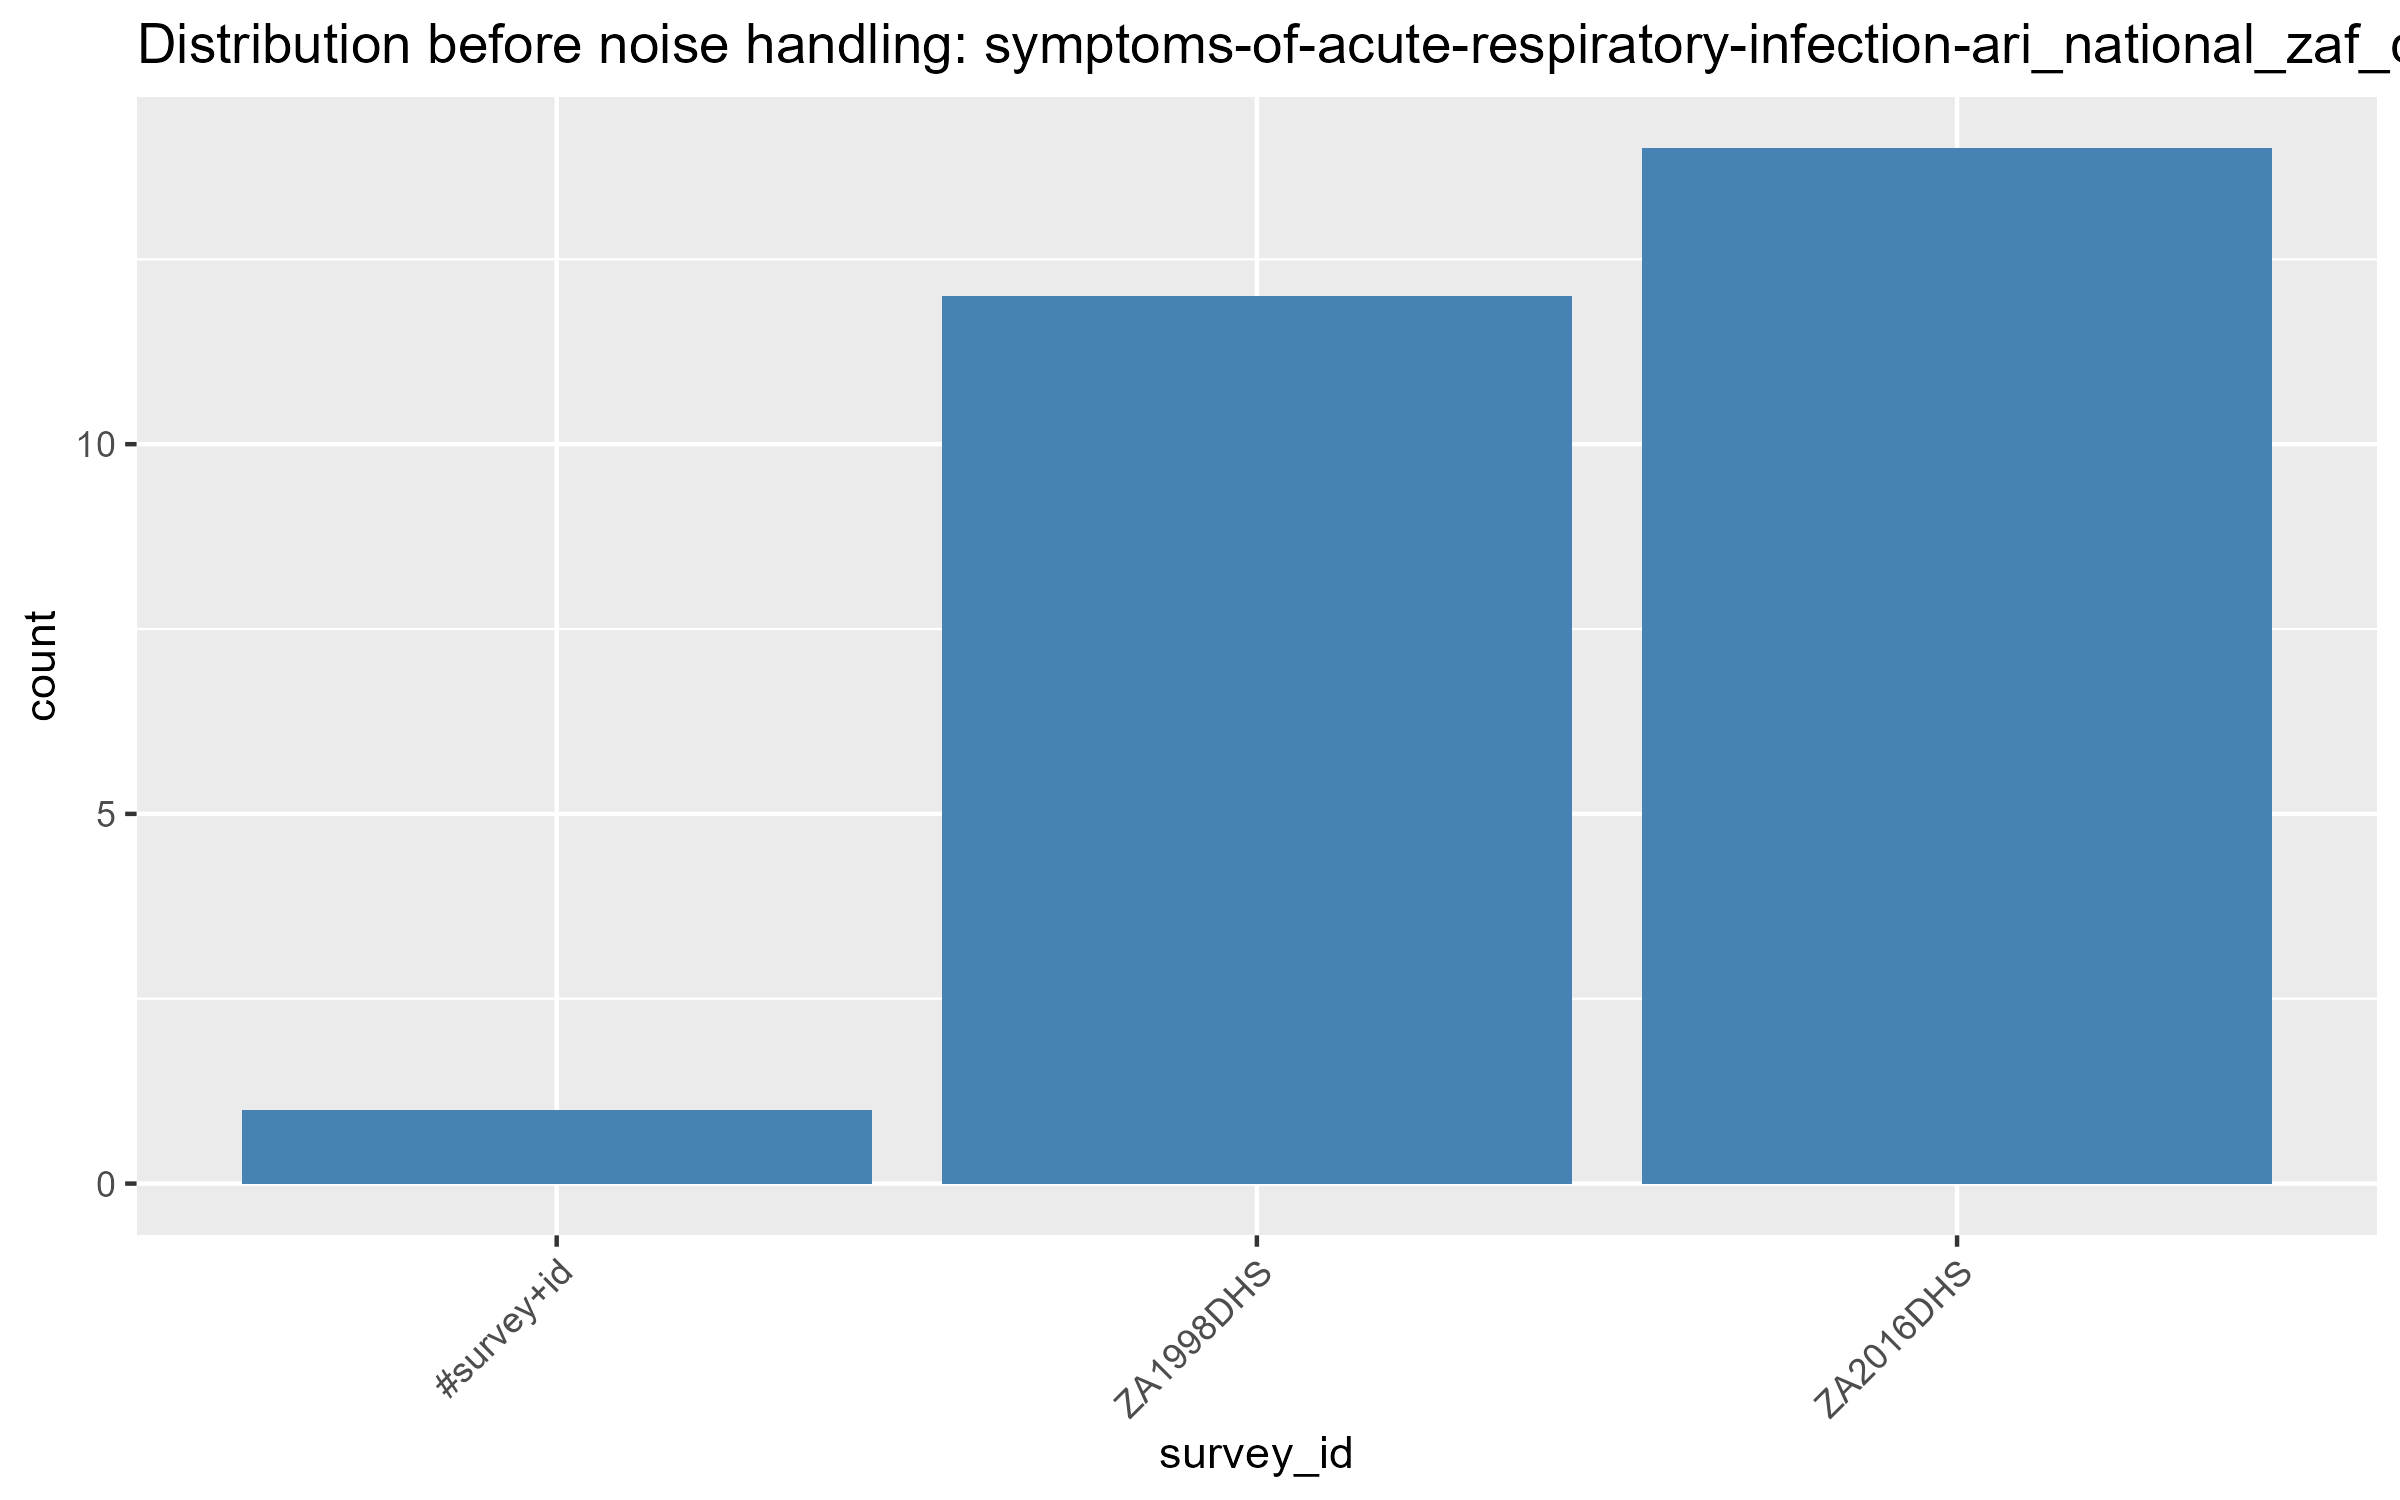 Distribution before noise handling: symptoms-of-acute-respiratory-infection-ari_national_zaf_
count
10
5
0
#survey+id
ZA1998DHS
ZA2016DHS
survey_id